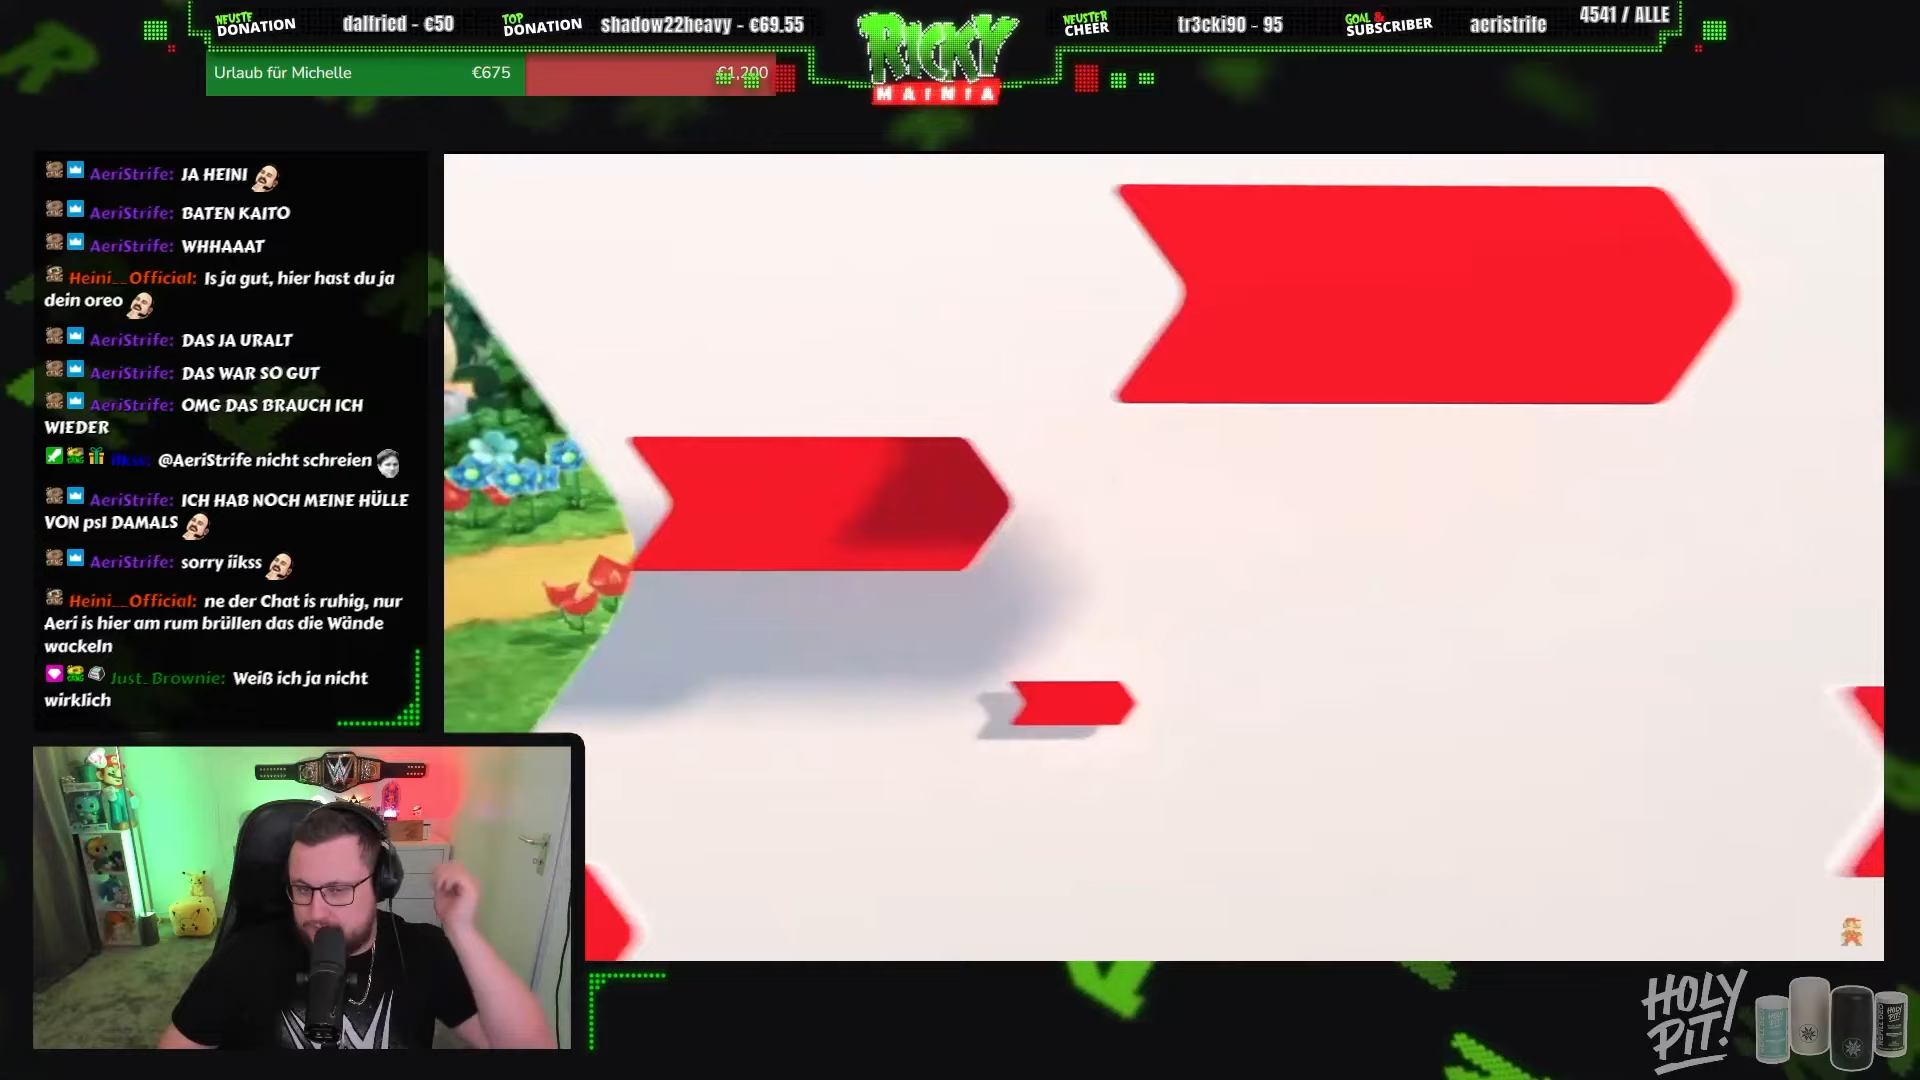 NEUSTE
DONATION
dalfried - €50
TOP
DONATION
shadow22heavy - €69.55
RICKY
MAINIA
NEUSTER
CHEER
tr3cki90 - 95
GOAL &
SUBSCRIBER
aeristrife
4541 / ALLE
Urlaub für Michelle
€675
€1,200
AeriStrife: JA HEINI
AeriStrife: BATEN KAITO
AeriStrife: WHHAAAT
Heini__Official: Is ja gut, hier hast du ja
dein oreo
AeriStrife: DAS JA URALT
AeriStrife: DAS WAR SO GUT
AeriStrife: OMG DAS BRAUCH ICH
WIEDER
iikss: @AeriStrife nicht schreien
AeriStrife: ICH HAB NOCH MEINE HÜLLE
VON ps1 DAMALS
AeriStrife: sorry iikss
Heini__Official: ne der Chat is ruhig, nur
Aeri is hier am rum brüllen das die Wände
wackeln
Just_Brownie: Weiß ich ja nicht
wirklich
HOLY
PIT!